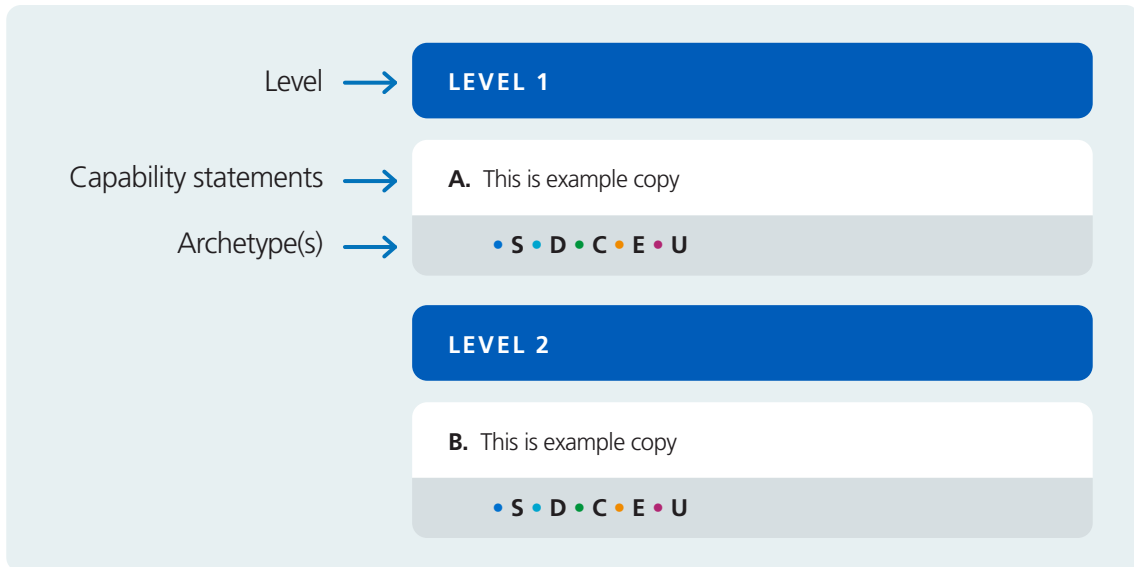 Level
LEVEL 1
Capability statements
A. This is example copy
Archetype(s)
• S • D • C • E • U
LEVEL 2
B. This is example copy
• S • D • C • E • U